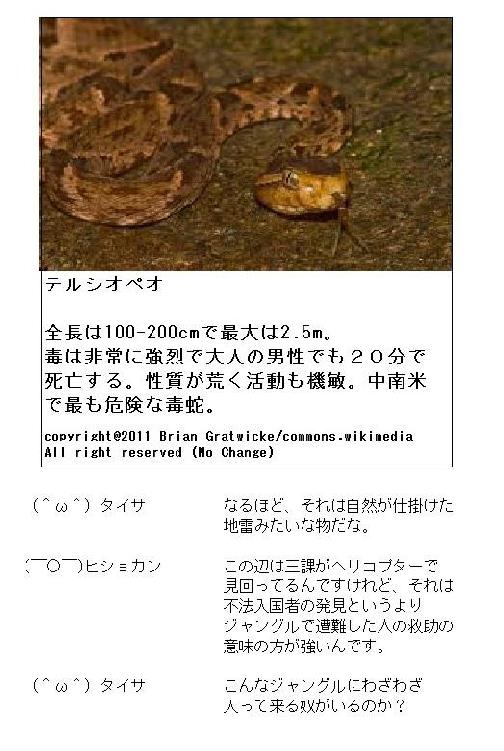 テルシオペオ
全長は100-200cmで最大は2.5m。
毒は非常に強烈で大人の男性でも２０分で
死亡する。性質が荒く活動も機敏。中南米
で最も危険な毒蛇。
copyright@2011 Brian Gratwicke/commons.wikimedia
All right reserved (No Change)
（＾ω＾）タイサ　なるほど、それは自然が仕掛けた
地雷みたいな物だな。
（￣○￣)ヒショカン　この辺は三課がヘリコプターで
見回ってるんですけれど、それは
不法入国者の発見というより
ジャングルで遭難した人の救助の
意味の方が強いんです。
（＾ω＾）タイサ　こんなジャングルにわざわざ
入って来る奴がいるのか？